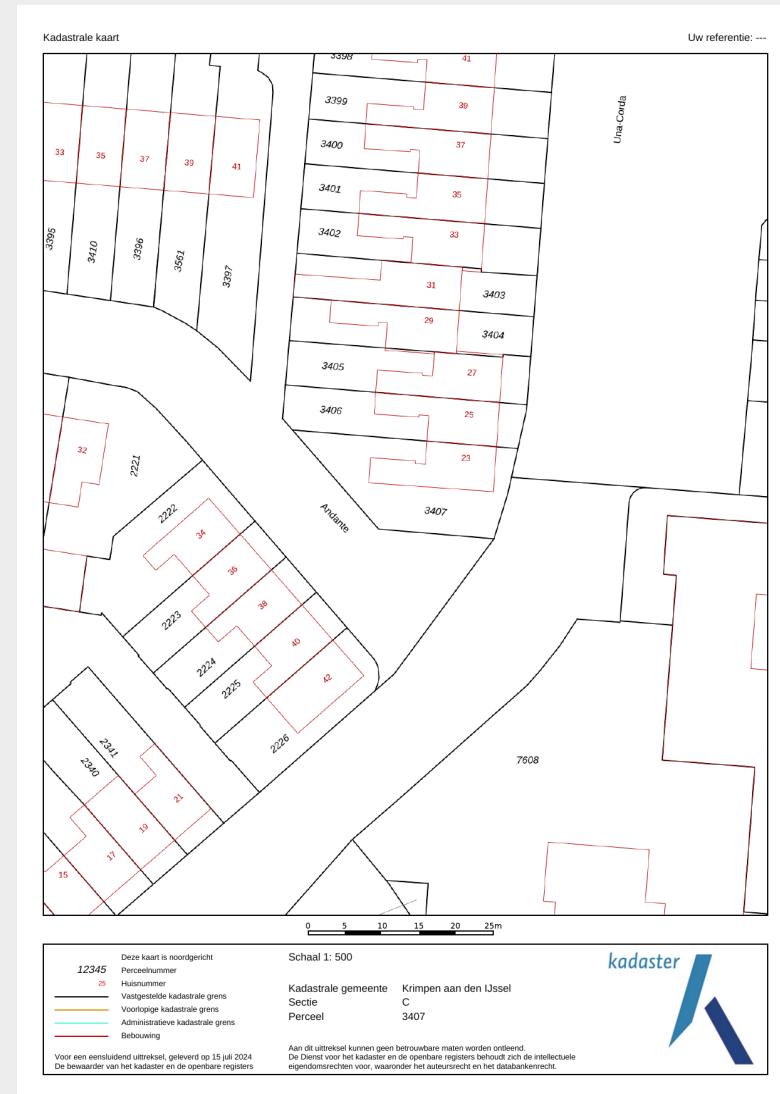 Kadastrale kaart
Uw referentie: ---
3398
41
3399
39
Una-Corda
3400
37
33
35
37
39
41
3401
35
3402
33
3395
3410
3396
3561
3397
31
3403
29
3404
3405
27
3406
25
32
2221
23
2222
Andante
3407
34
36
38
2223
40
2224
42
2225
2226
2341
2340
7608
21
19
17
15
0 5 10 15 20 25m
Deze kaart is noordgericht
12345 Perceelnummer
25 Huisnummer
Vastgestelde kadastrale grens
Voorlopige kadastrale grens
Administratieve kadastrale grens
Bebouwing
Voor een eensluidend uittreksel, geleverd op 15 juli 2024
De bewaarder van het kadaster en de openbare registers
Schaal 1: 500
Kadastrale gemeente Krimpen aan den IJssel
Sectie C
Perceel 3407
Aan dit uittreksel kunnen geen betrouwbare maten worden ontleend.
De Dienst voor het kadaster en de openbare registers behoudt zich de intellectuele
eigendomsrechten voor, waaronder het auteursrecht en het databankenrecht.
kadaster